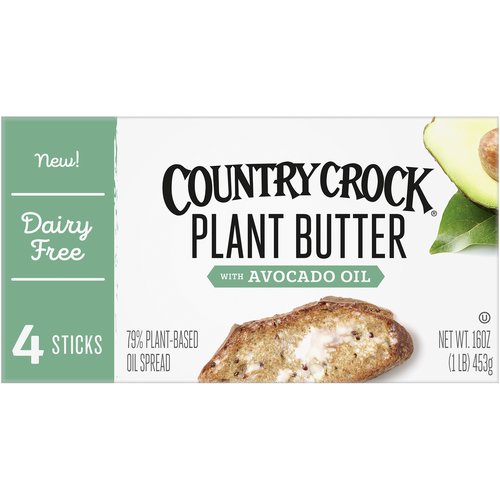 New!
Dairy
Free
4 STICKS
COUNTRY CROCK®
PLANT BUTTER
WITH AVOCADO OIL
79% PLANT-BASED
OIL SPREAD
U
NET WT. 16OZ
(1 LB) 453g